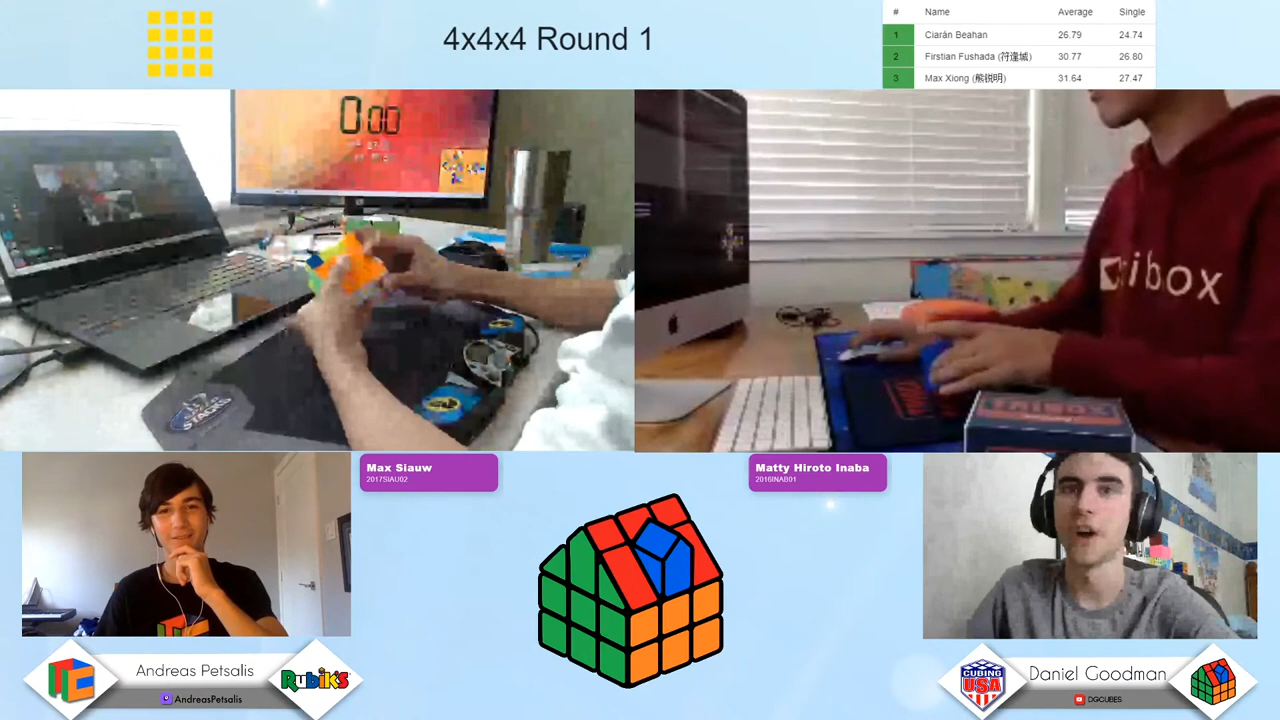 4x4x4 Round 1
# Name Average Single
1 Ciarán Beahan 26.79 24.74
2 Firstian Fushada (符逢城) 30.77 26.80
3 Max Xiong (熊锐明) 31.64 27.47
0:00
ribox
TRIBOX
Max Siauw
2017SIAU02
Matty Hiroto Inaba
2016INAB01
Andreas Petsalis
Rubik's
AndreasPetsalis
CUBING
USA
Daniel Goodman
DGCUBES